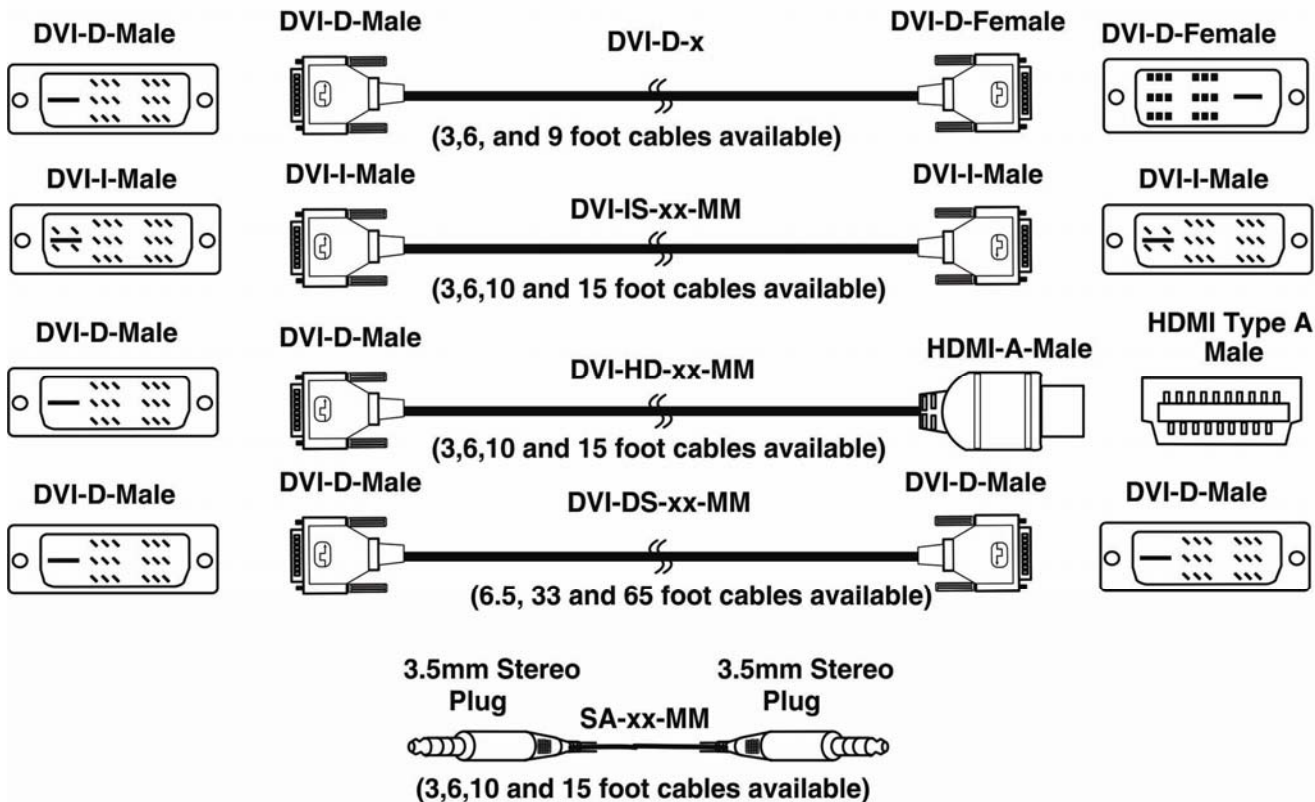 DVI-D-Male
DVI-D-Male
DVI-D-x
DVI-D-Female
DVI-D-Female
(3,6, and 9 foot cables available)
DVI-I-Male
DVI-I-Male
DVI-IS-xx-MM
DVI-I-Male
DVI-I-Male
(3,6,10 and 15 foot cables available)
DVI-D-Male
DVI-D-Male
DVI-HD-xx-MM
HDMI-A-Male
HDMI Type A
Male
(3,6,10 and 15 foot cables available)
DVI-D-Male
DVI-D-Male
DVI-DS-xx-MM
DVI-D-Male
DVI-D-Male
(6.5, 33 and 65 foot cables available)
3.5mm Stereo
Plug
SA-xx-MM
3.5mm Stereo
Plug
(3,6,10 and 15 foot cables available)